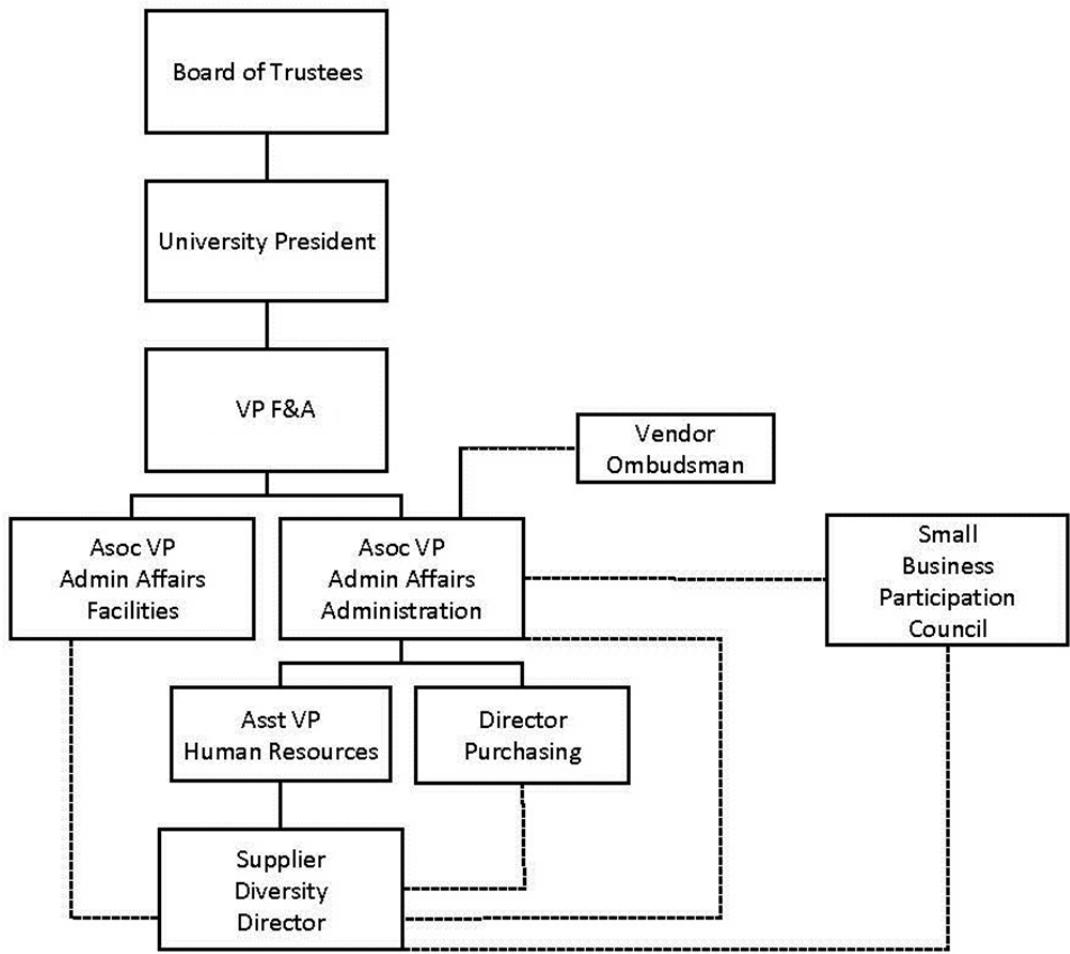 Board of Trustees
University President
VP F&A
Vendor
Ombudsman
Asoc VP
Admin Affairs
Facilities
Asoc VP
Admin Affairs
Administration
Small
Business
Participation
Council
Asst VP
Human Resources
Director
Purchasing
Supplier
Diversity
Director